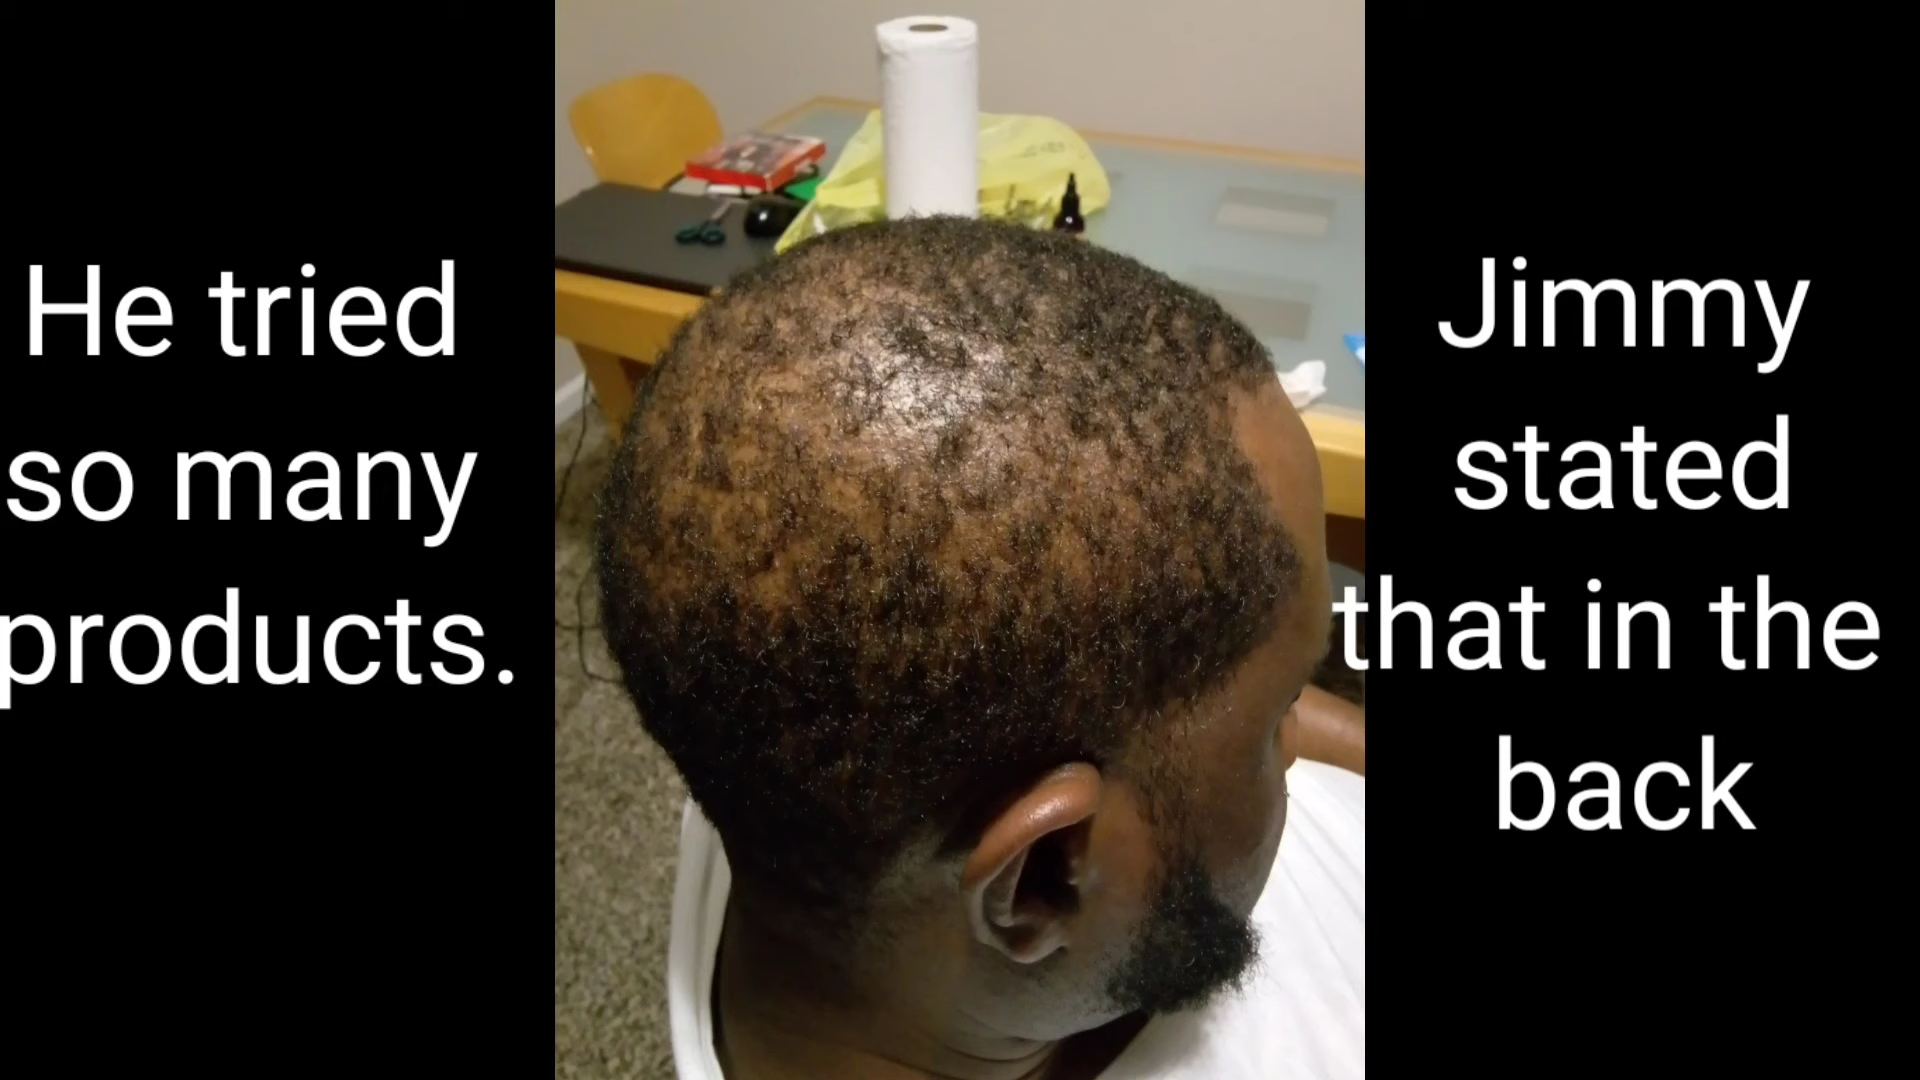 He tried
so many
products.
Jimmy
stated
that in the
back